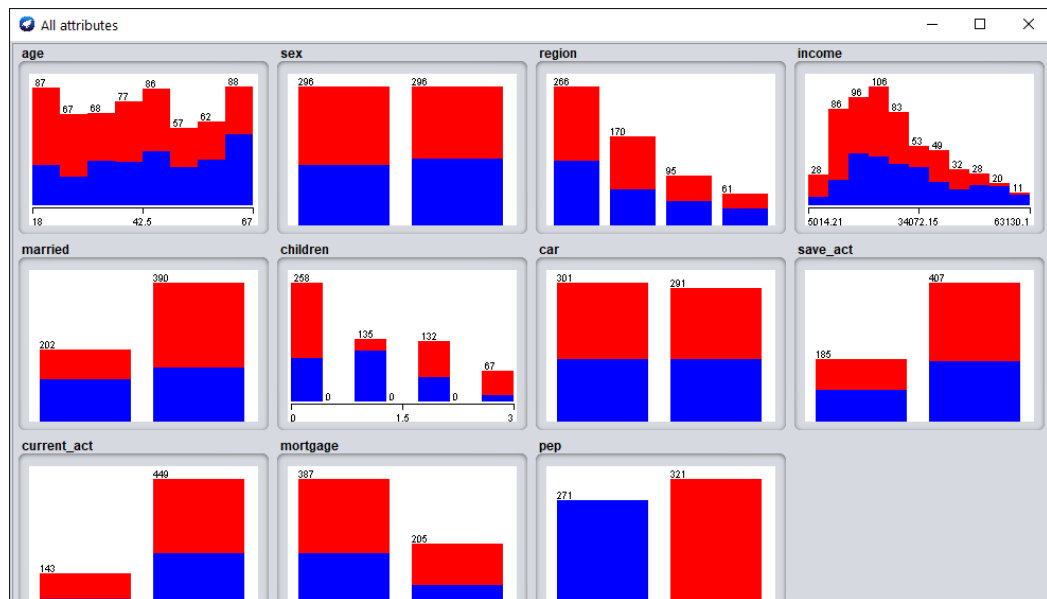 All attributes
age sex region income
87 67 68 77 86 57 62 88
18 42.5 67
296 296
266 170 95 61
28 86 96 106 83 53 49 32 28 20 11
5014.21 34072.15 63130.1
married children car save_act
202 390
258 0 135 0 132 0 67
0 1.5 3
301 291
185 407
current_act mortgage pep
143 449
387 205
271 321